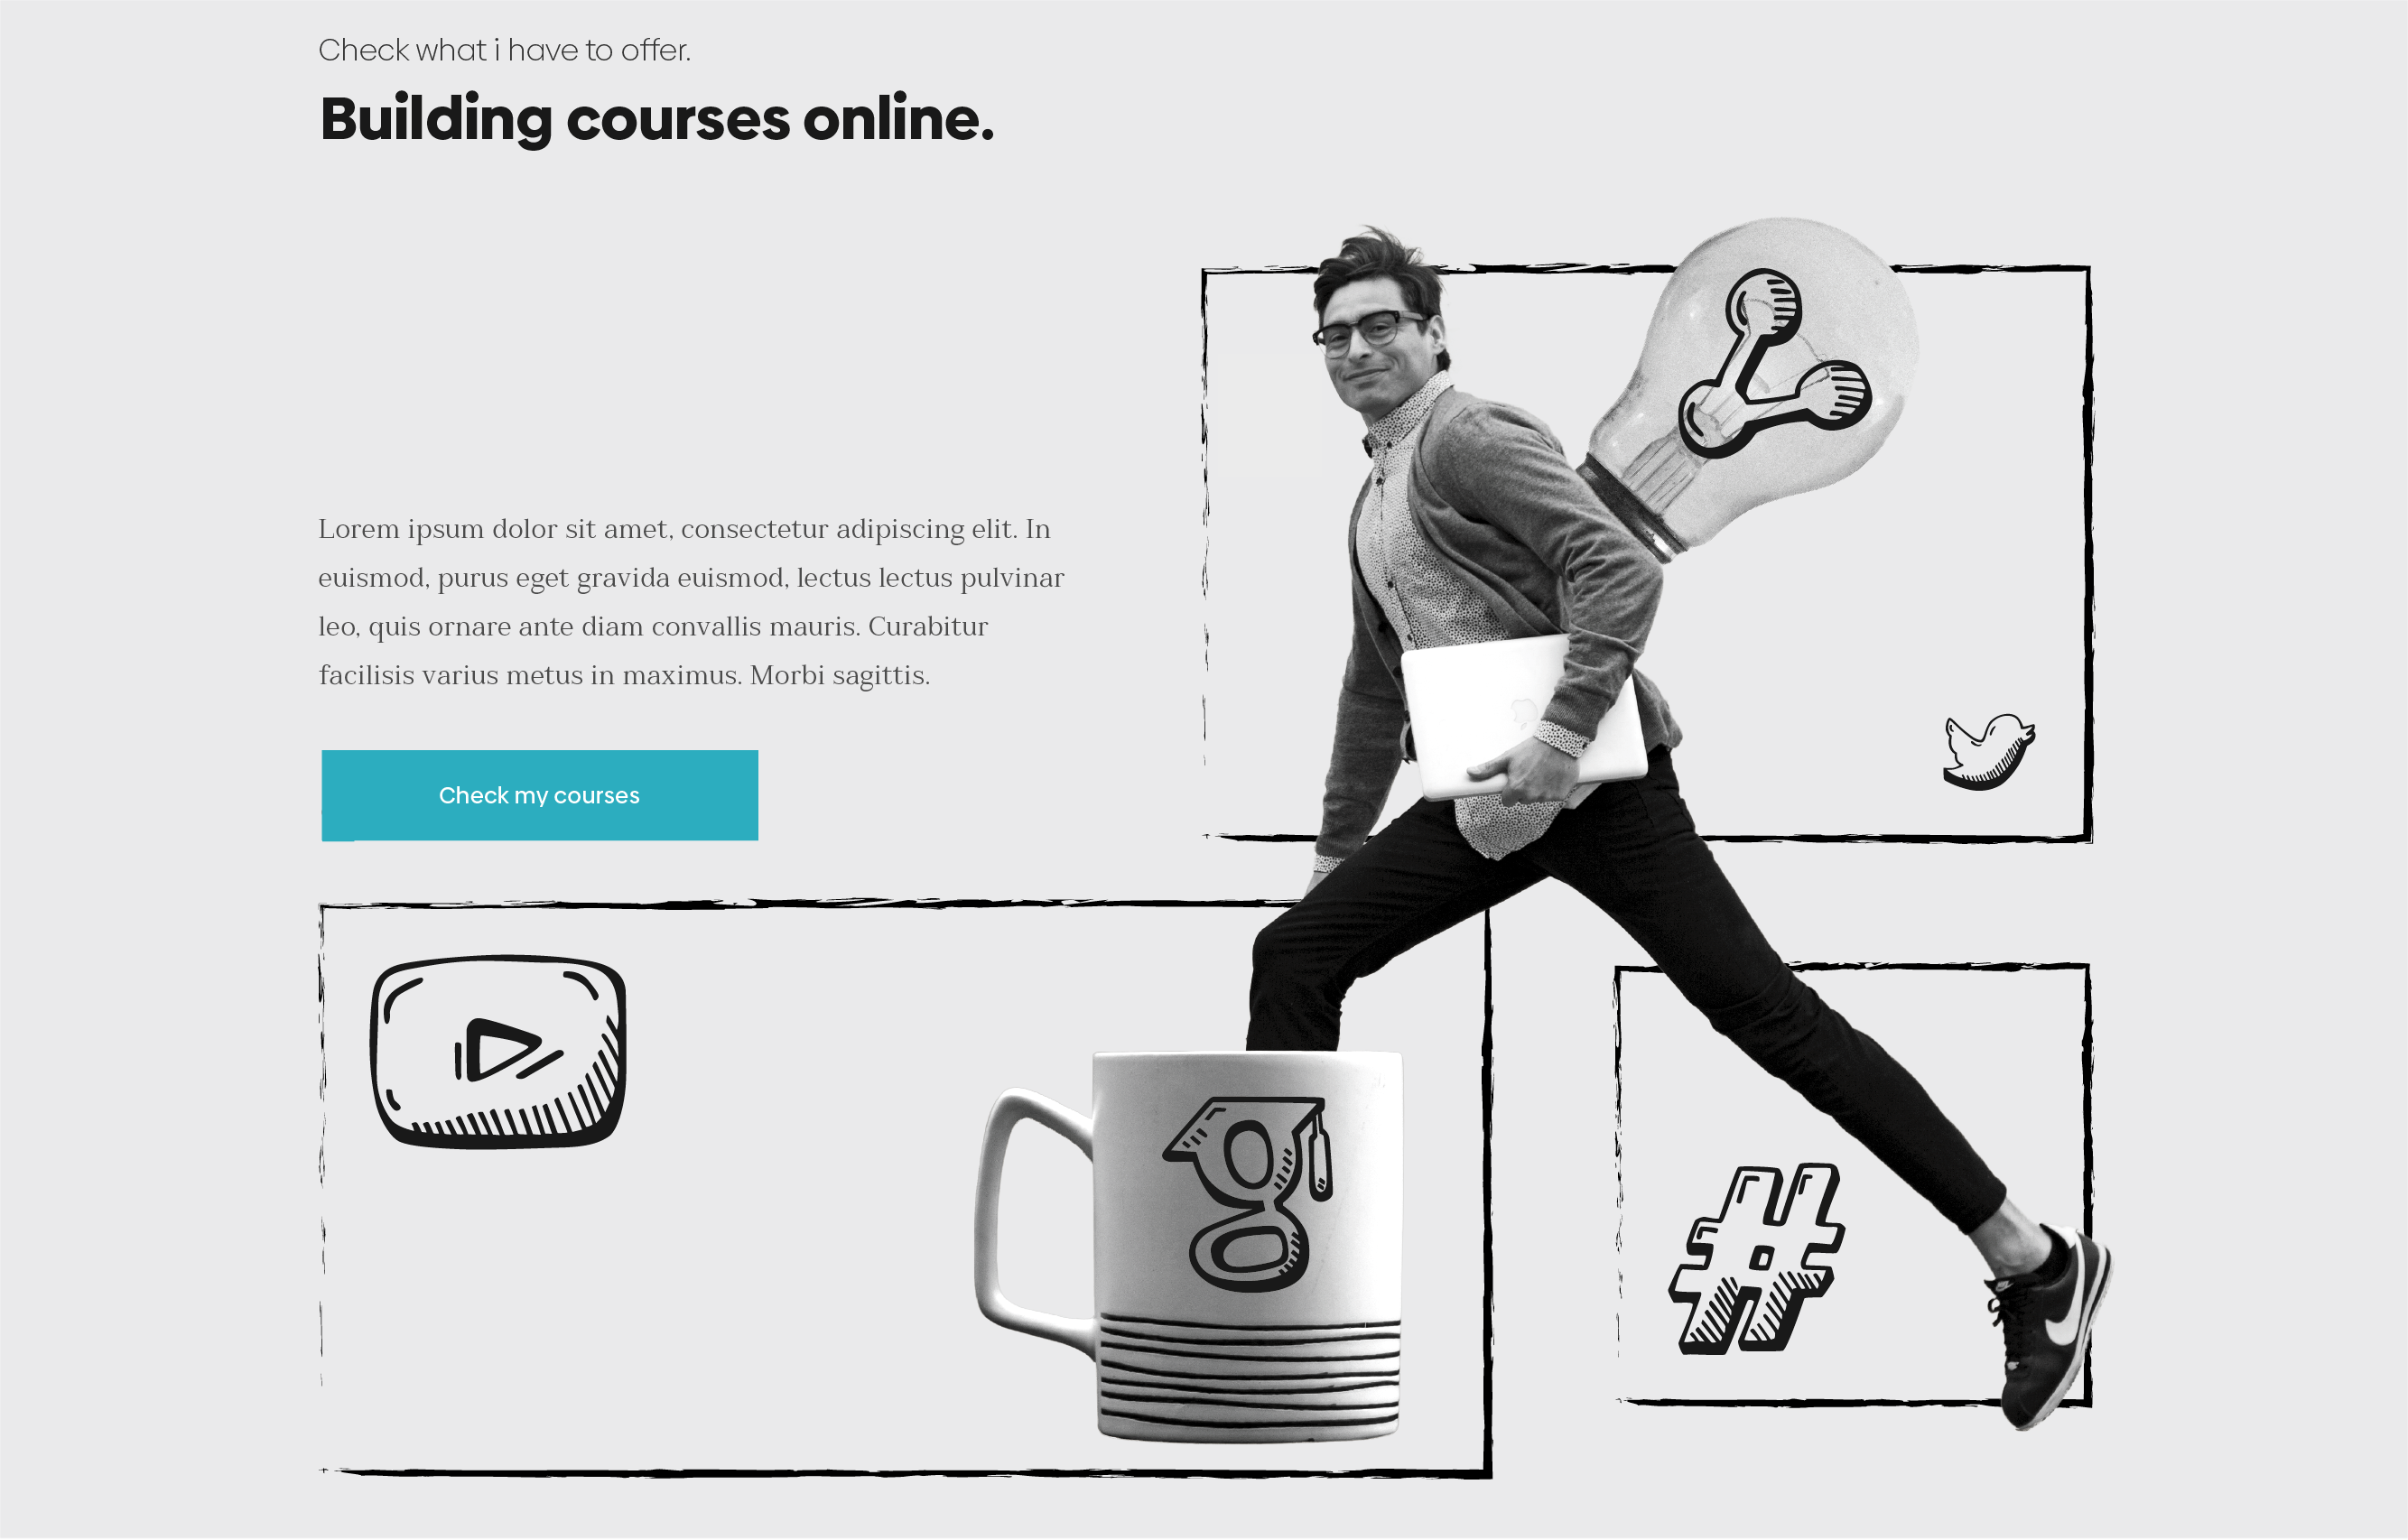 Check what i have to offer.
Building courses online.
Lorem ipsum dolor sit amet, consectetur adipiscing elit. In
euismod, purus eget gravida euismod, lectus lectus pulvinar
leo, quis ornare ante diam convallis mauris. Curabitur
facilisis varius metus in maximus. Morbi sagittis.
Check my courses
g
#